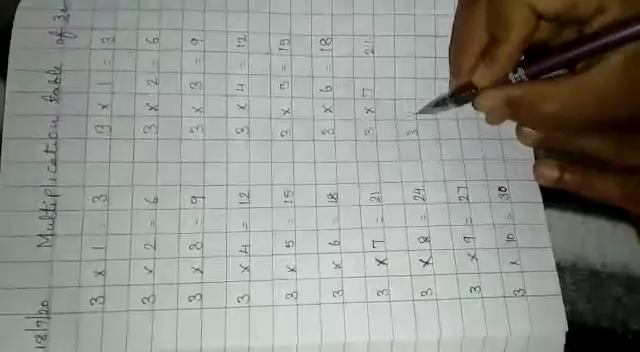 18/7/20
Multiplication table of 3
3 × 1 = 3
3 × 2 = 6
3 × 3 = 9
3 × 4 = 12
3 × 5 = 15
3 × 6 = 18
3 × 7 = 21
3 × 8 = 24
3 × 9 = 27
3 × 10 = 30
3 × 1 = 3
3 × 2 = 6
3 × 3 = 9
3 × 4 = 12
3 × 5 = 15
3 × 6 = 18
3 × 7 21
3